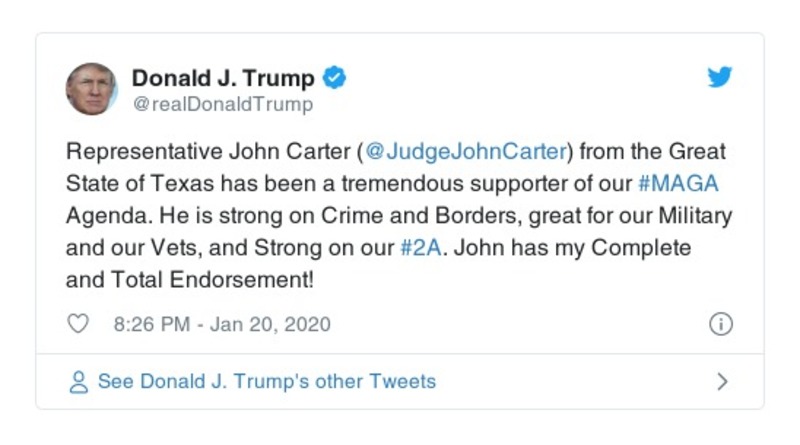 Donald J. Trump
@realDonaldTrump
Representative John Carter (@JudgeJohnCarter) from the Great
State of Texas has been a tremendous supporter of our #MAGA
Agenda. He is strong on Crime and Borders, great for our Military
and our Vets, and Strong on our #2A. John has my Complete
and Total Endorsement!
8:26 PM - Jan 20, 2020
See Donald J. Trump's other Tweets